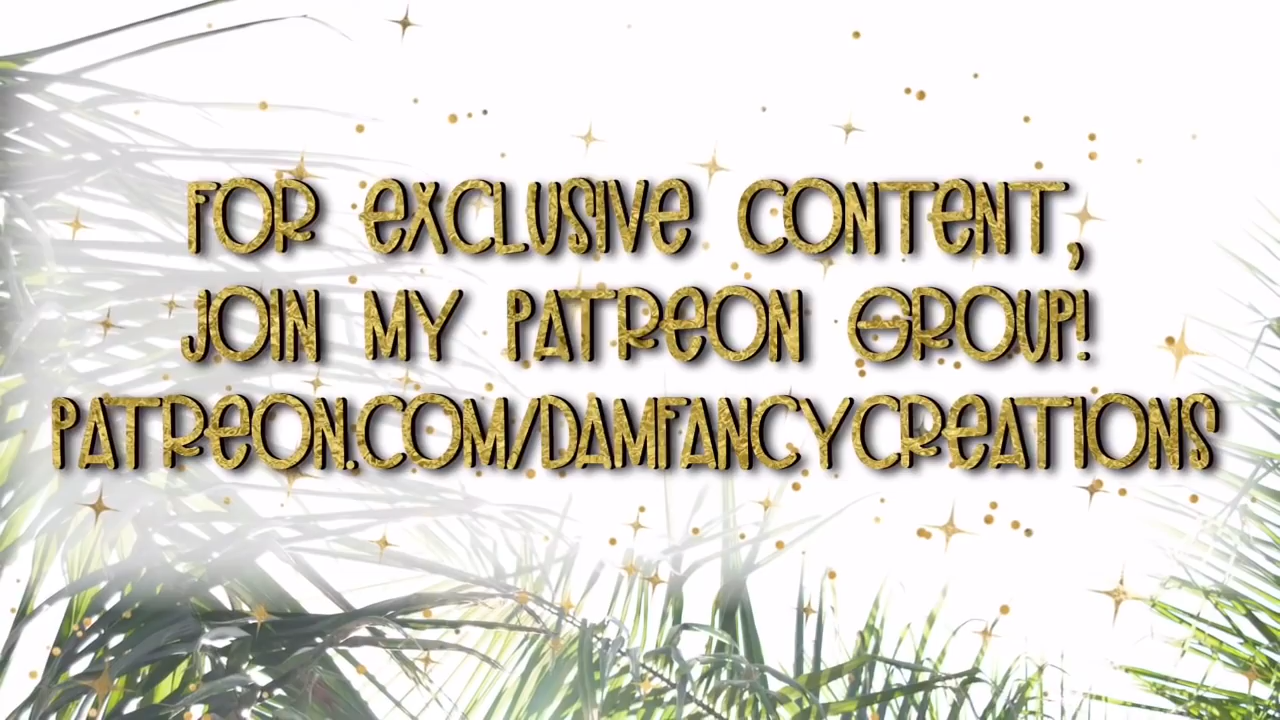 FOR EXCLUSIVE CONTENT,
JOIN MY PATREON GROUP!
PATREON.COM/DAMFANCYCREATIONS